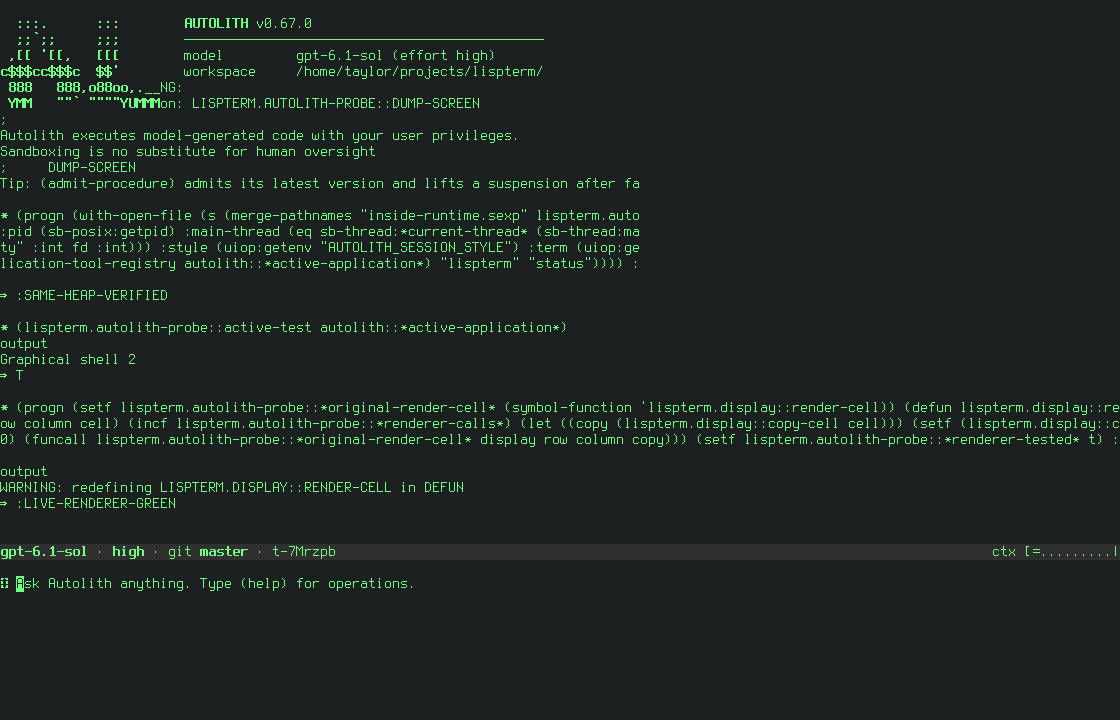 :::.      :::        AUTOLITH v0.67.0
  ;;`;;     ;;;        ─────────────────────────────────────────────
 ,[[ '[[,   [[[        model         gpt-6.1-sol (effort high)
c$$$cc$$$c  $$'        workspace     /home/taylor/projects/lispterm/
 888   888,o88oo,.__NG:
 YMM   ""` """"YUMMMon: LISPTERM.AUTOLITH-PROBE::DUMP-SCREEN
;
Autolith executes model-generated code with your user privileges.
Sandboxing is no substitute for human oversight
;     DUMP-SCREEN
Tip: (admit-procedure) admits its latest version and lifts a suspension after fa
* (progn (with-open-file (s (merge-pathnames "inside-runtime.sexp" lispterm.auto
:pid (sb-posix:getpid) :main-thread (eq sb-thread:*current-thread* (sb-thread:ma
ty" :int fd :int))) :style (uiop:getenv "AUTOLITH_SESSION_STYLE") :term (uiop:ge
lication-tool-registry autolith::*active-application*) "lispterm" "status")))) :
⇒ :SAME-HEAP-VERIFIED
* (lispterm.autolith-probe::active-test autolith::*active-application*)
output
Graphical shell 2
⇒ T
* (progn (setf lispterm.autolith-probe::*original-render-cell* (symbol-function 'lispterm.display::render-cell)) (defun lispterm.display::re
ow column cell) (incf lispterm.autolith-probe::*renderer-calls*) (let ((copy (lispterm.display::copy-cell cell))) (setf (lispterm.display::c
0) (funcall lispterm.autolith-probe::*original-render-cell* display row column copy))) (setf lispterm.autolith-probe::*renderer-tested* t) :
output
WARNING: redefining LISPTERM.DISPLAY::RENDER-CELL in DEFUN
⇒ :LIVE-RENDERER-GREEN
gpt-6.1-sol · high · git master · t-7Mrzpb ctx [=.........|
Ask Autolith anything. Type (help) for operations.